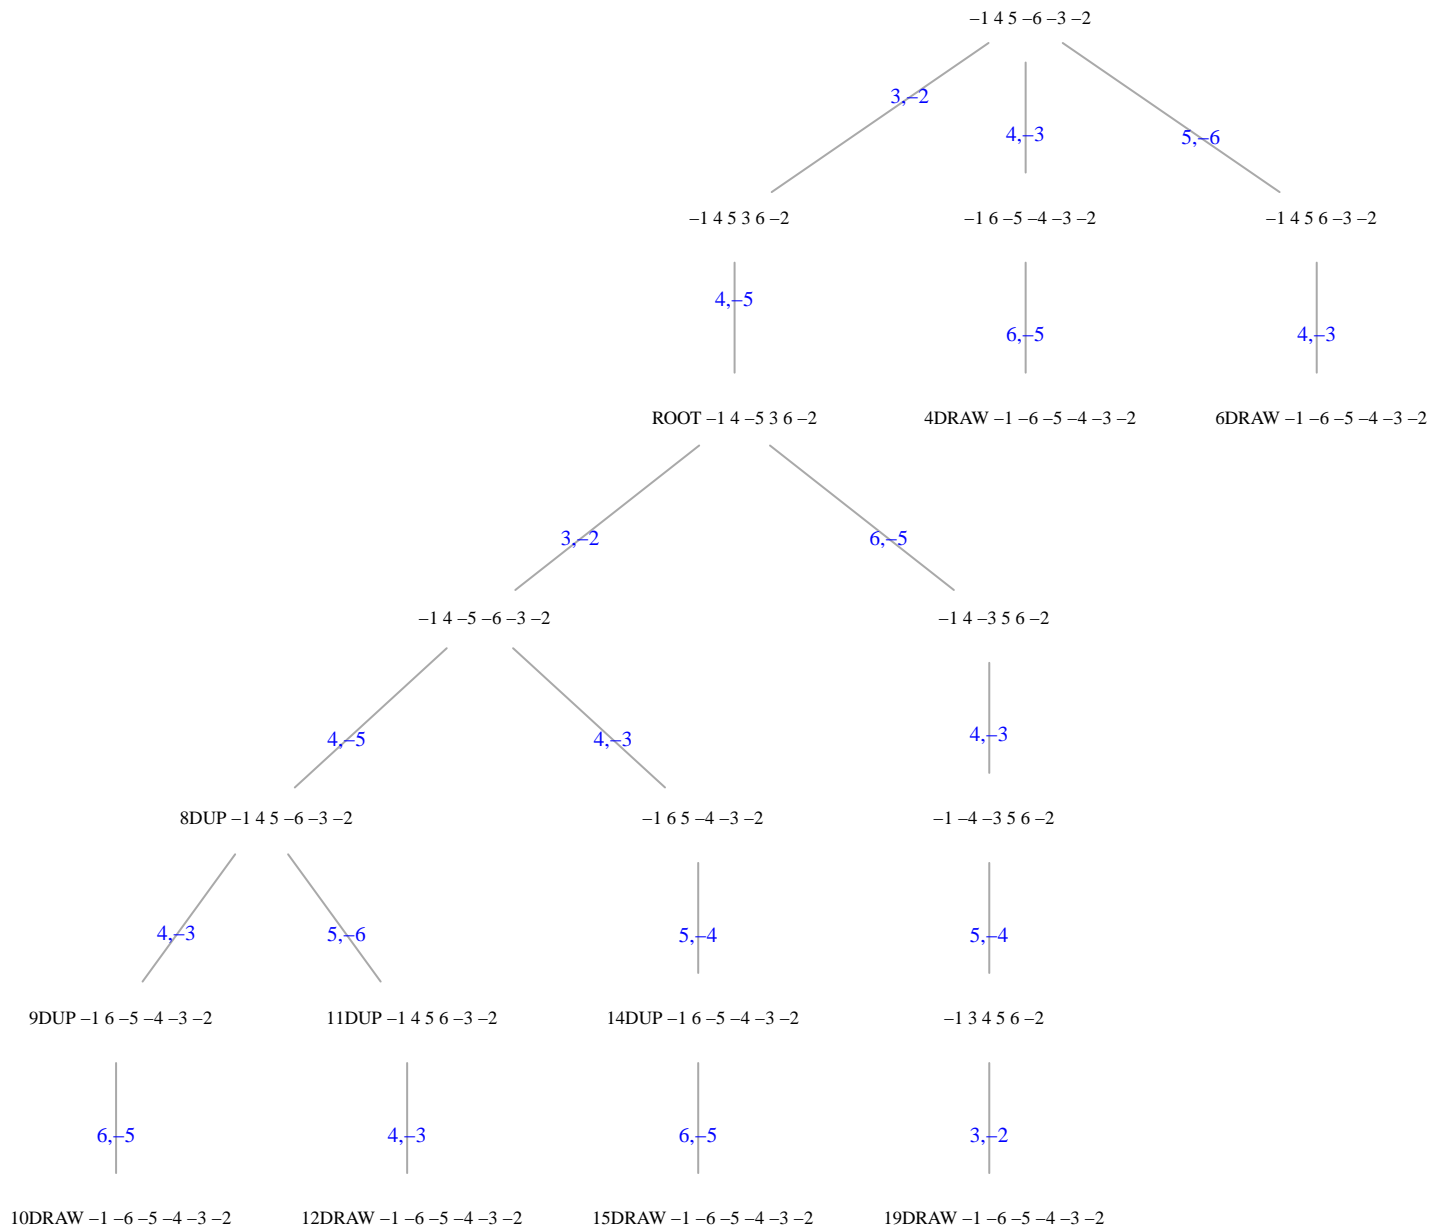 –1 4 5 –6 –3 –2
3,–2
4,–3
5,–6
–1 4 5 3 6 –2
–1 6 –5 –4 –3 –2
–1 4 5 6 –3 –2
4,–5
6,–5
4,–3
ROOT –1 4 –5 3 6 –2
4DRAW –1 –6 –5 –4 –3 –2
6DRAW –1 –6 –5 –4 –3 –2
3,–2
6,–5
–1 4 –5 –6 –3 –2
–1 4 –3 5 6 –2
4,–5
4,–3
4,–3
8DUP –1 4 5 –6 –3 –2
–1 6 5 –4 –3 –2
–1 –4 –3 5 6 –2
4,–3
5,–6
5,–4
5,–4
9DUP –1 6 –5 –4 –3 –2
11DUP –1 4 5 6 –3 –2
14DUP –1 6 –5 –4 –3 –2
–1 3 4 5 6 –2
6,–5
4,–3
6,–5
3,–2
10DRAW –1 –6 –5 –4 –3 –2
12DRAW –1 –6 –5 –4 –3 –2
15DRAW –1 –6 –5 –4 –3 –2
19DRAW –1 –6 –5 –4 –3 –2